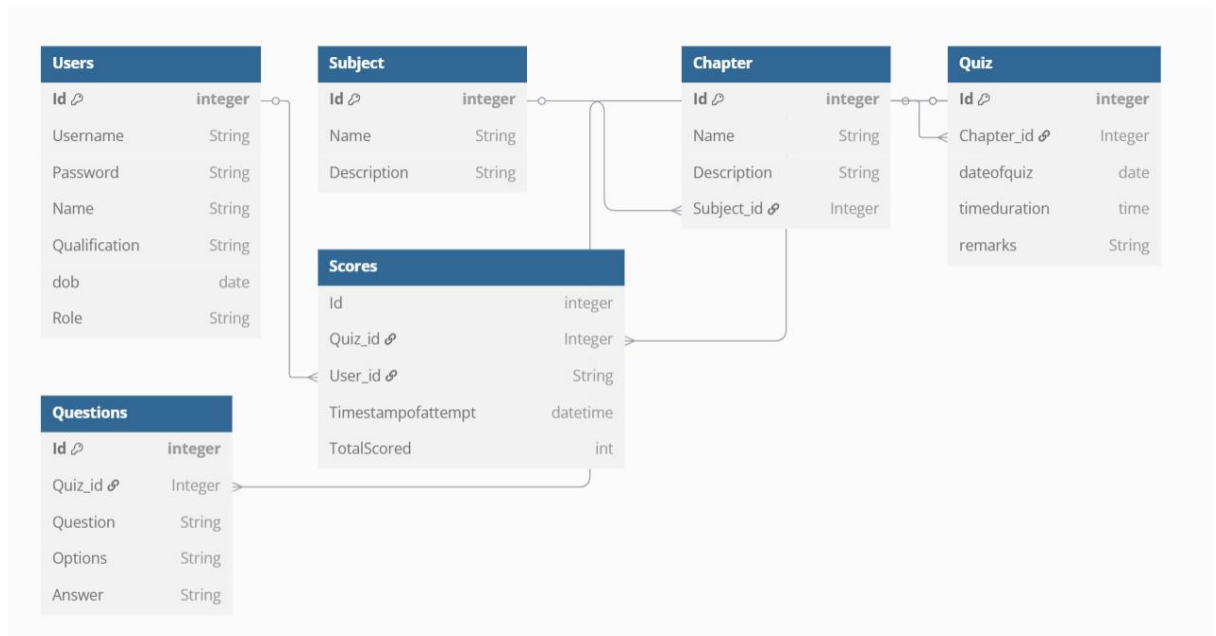 Users
Id integer
Username String
Password String
Name String
Qualification String
dob date
Role String
Subject
Id integer
Name String
Description String
Chapter
Id integer
Name String
Description String
Subject_id Integer
Quiz
Id integer
Chapter_id Integer
dateofquiz date
timeduration time
remarks String
Scores
Id integer
Quiz_id Integer
User_id String
Timestampofattempt datetime
TotalScored int
Questions
Id integer
Quiz_id Integer
Question String
Options String
Answer String